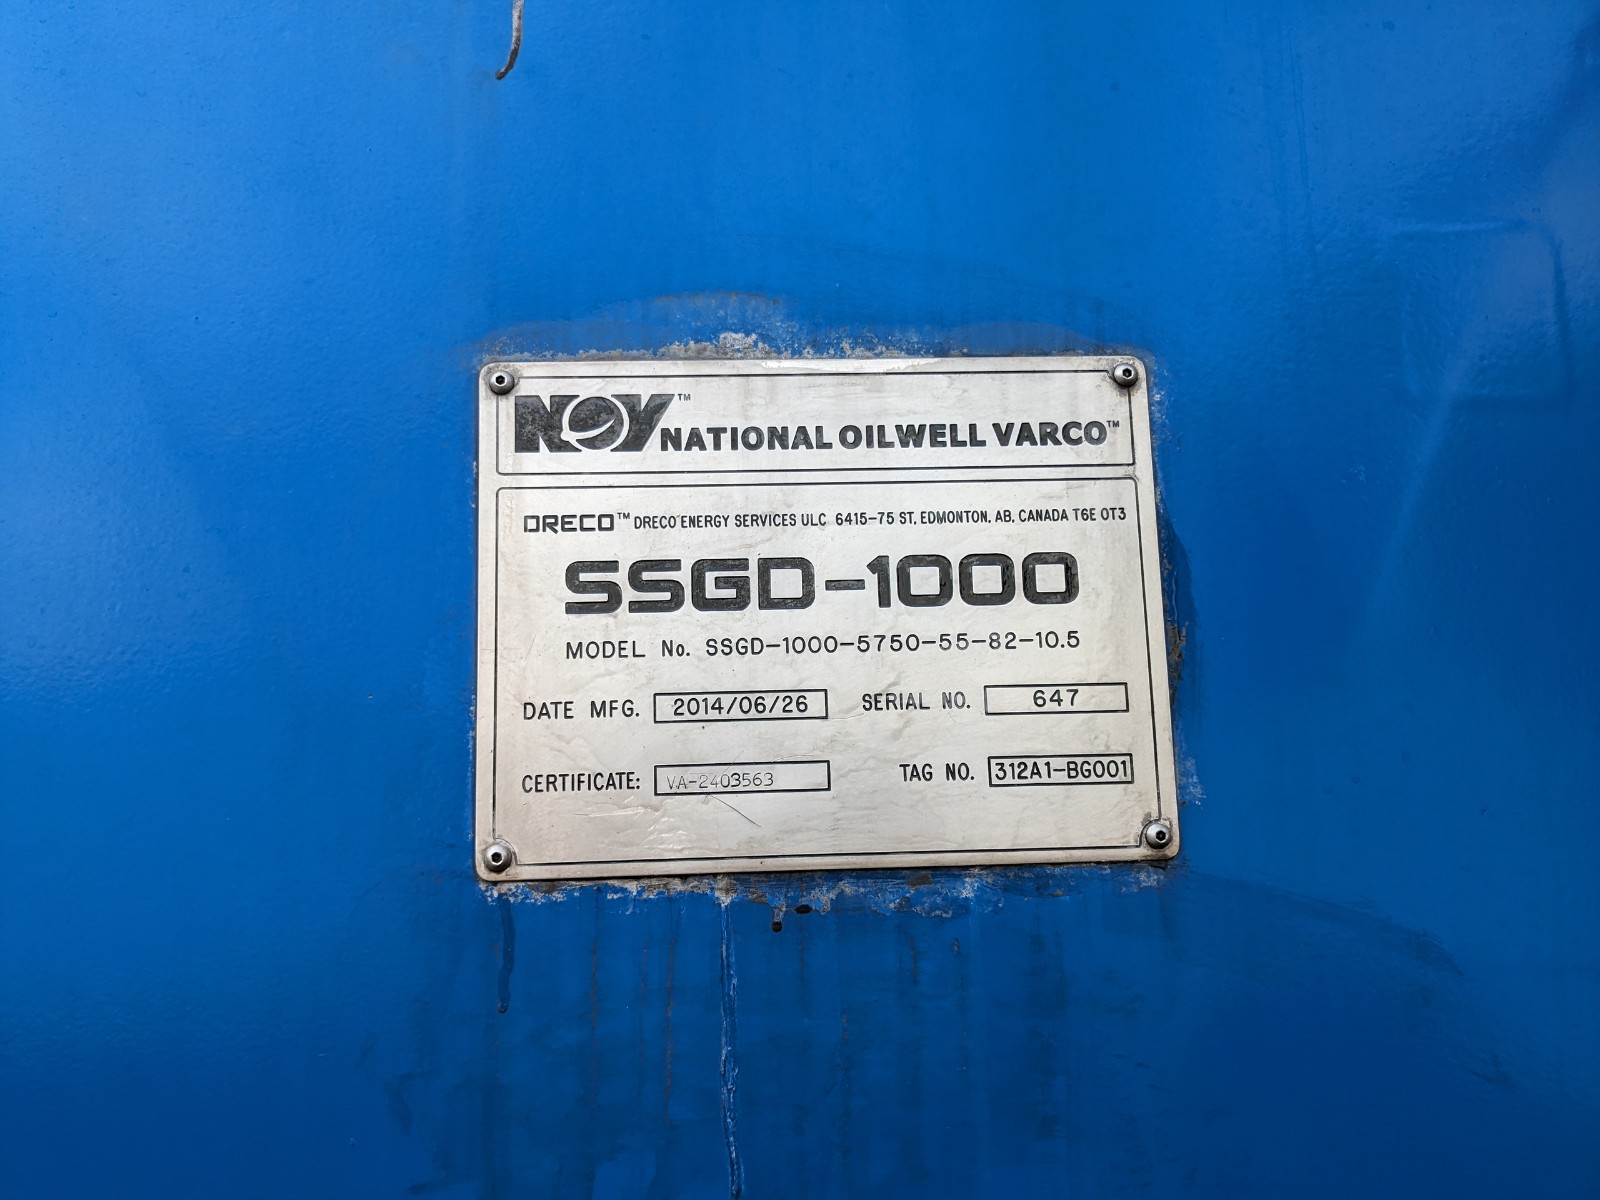 NOV™ NATIONAL OILWELL VARCO™
DRECO™ DRECO ENERGY SERVICES ULC 6415-75 ST. EDMONTON. AB. CANADA T6E 0T3
SSGD-1000
MODEL No. SSGD-1000-5750-55-82-10.5
DATE MFG. 2014/06/26 SERIAL NO. 647
CERTIFICATE: VA-2403563 TAG NO. 312A1-BG001